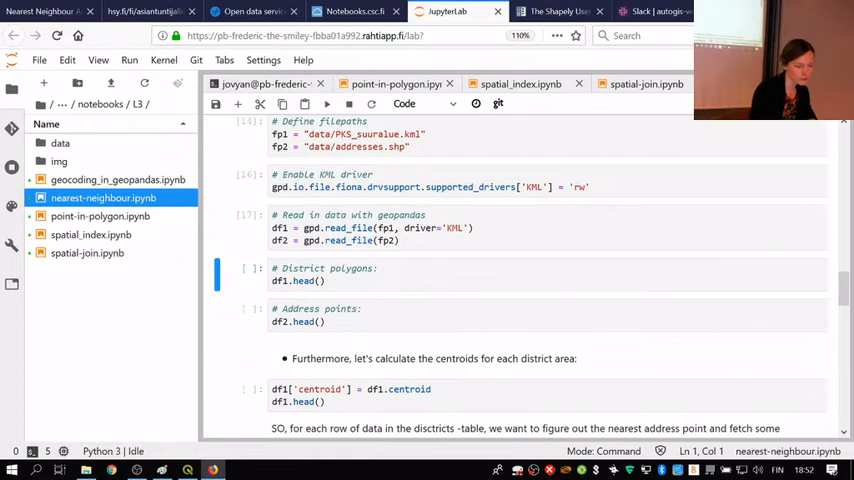 Nearest Neighbour An
hsy.fi/fi/asiantuntijalle
Open data servic
Notebooks.csc.fi
JupyterLab
The Shapely Use
Slack | autogis-w
https://pb-frederic-the-smiley-fbba01a992.rahtiapp.fi/lab?
110%
Search
File Edit View Run Kernel Git Tabs Settings Help
jovyan@pb-frederic-
point-in-polygon.ipyn
spatial_index.ipynb
spatial-join.ipynb
/ ... / notebooks / L3 /
Code
git
Name
data
img
geocoding_in_geopandas.ipynb
nearest-neighbour.ipynb
point-in-polygon.ipynb
spatial_index.ipynb
spatial-join.ipynb
[14]: # Define filepaths
fp1 = "data/PKS_suuralue.kml"
fp2 = "data/addresses.shp"
[16]: # Enable KML driver
gpd.io.file.fiona.drvsupport.supported_drivers['KML'] = 'rw'
[17]: # Read in data with geopandas
df1 = gpd.read_file(fp1, driver='KML')
df2 = gpd.read_file(fp2)
[ ]: # District polygons:
df1.head()
[ ]: # Address points:
df2.head()
• Furthermore, let's calculate the centroids for each district area:
[ ]: df1['centroid'] = df1.centroid
df1.head()
SO, for each row of data in the disctricts -table, we want to figure out the nearest address point and fetch some
0 5 Python 3 | Idle
Mode: Command
Ln 1, Col 1 nearest-neighbour.ipynb
FIN 18:52